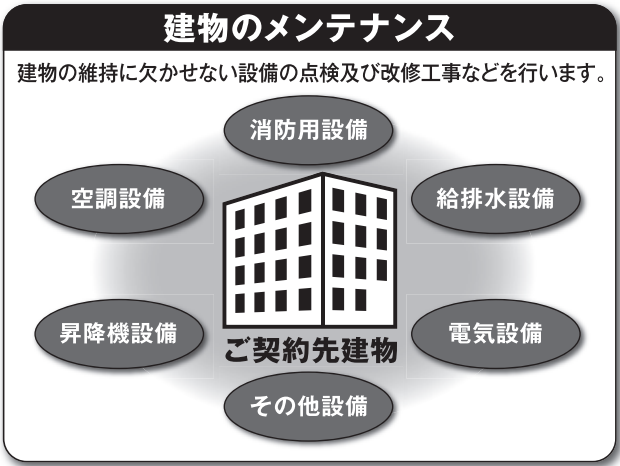 建物のメンテナンス
建物の維持に欠かせない設備の点検及び改修工事などを行います。
消防用設備
空調設備
給排水設備
昇降機設備
電気設備
ご契約先建物
その他設備